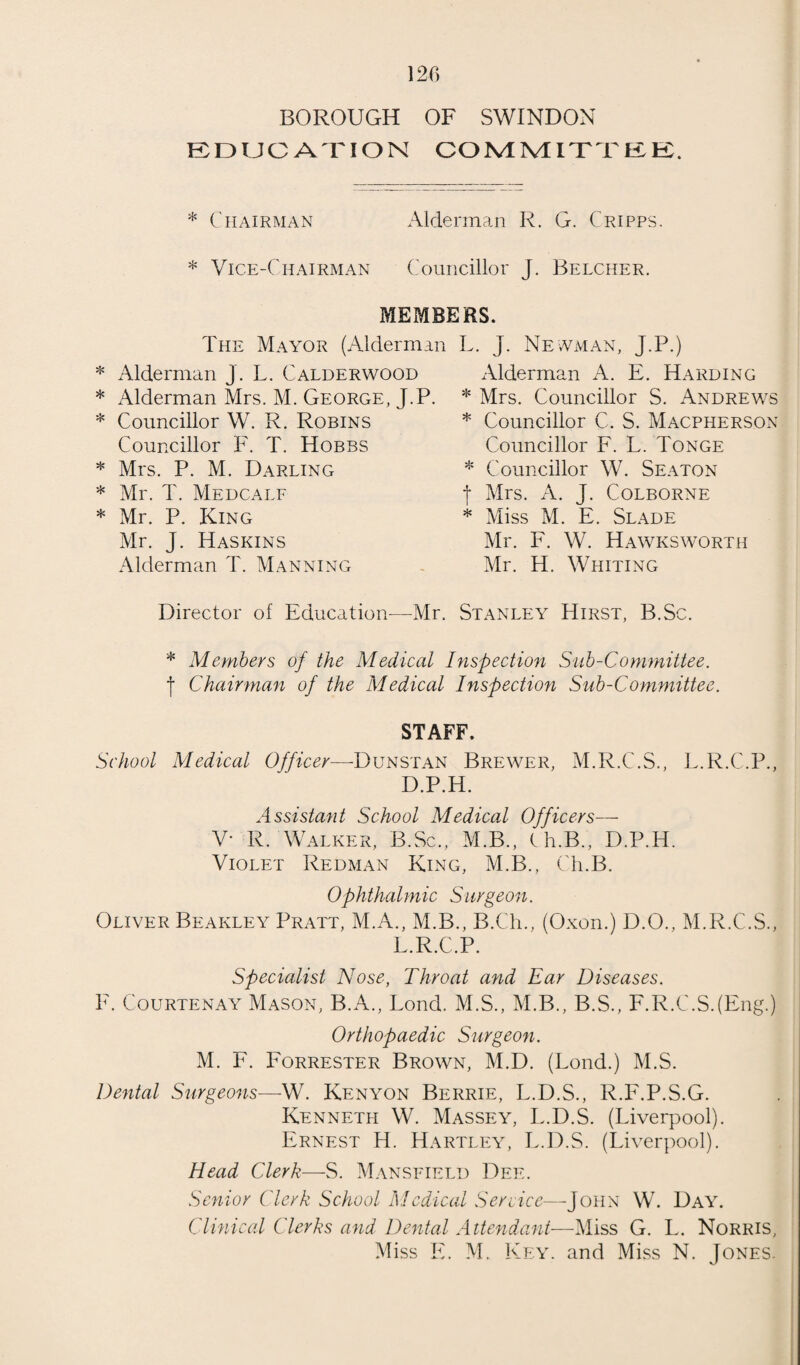 126
BOROUGH OF SWINDON
EDUCATION COMMITTEE.
* CHAIRMAN Alderman R. G. CRIPPS.
* VICE-CHAIRMAN Councillor J. BELCHER.
MEMBERS.
THE MAYOR (Alderman L. J. NEWMAN, J.P.)
* Alderman J. L. CALDERWOOD
* Alderman Mrs. M. GEORGE, J.P.
* Councillor W. R. ROBINS
Councillor F. T. HOBBS
* Mrs. P. M. DARLING
* Mr. T. MEDCALF
* Mr. P. KING
Mr. J. HASKINS
Alderman T. MANNING
Alderman A. E. HARDING
* Mrs. Councillor S. ANDREWS
* Councillor C. S. MACPHERSON
Councillor F. L. TONGE
* Councillor W. SEATON
† Mrs. A. J. COLBORNE
* Miss M. E. SLADE
Mr. F. W. HAWKSWORTH
Mr. H. WHITING
Director of Education—Mr. STANLEY HIRST, B.Sc.
* Members of the Medical Inspection Sub-Committee.
† Chairman of the Medical Inspection Sub-Committee.
STAFF.
School Medical Officer—DUNSTAN BREWER, M.R.C.S., L.R.C.P.,
D.P.H.
Assistant School Medical Officers—
V. R. WALKER, B.Sc., M.B., Ch.B., D.P.H.
VIOLET REDMAN KING, M.B., Ch.B.
Ophthalmic Surgeon.
OLIVER BEAKLEY PRATT, M.A., M.B., B.Ch., (Oxon.) D.O., M.R.C.S.,
L.R.C.P.
Specialist Nose, Throat and Ear Diseases.
F. COURTENAY MASON, B.A., Lond. M.S., M.B., B.S., F.R.C.S.(Eng.)
Orthopaedic Surgeon.
M. F. FORRESTER BROWN, M.D. (Lond.) M.S.
Dental Surgeons—W. KENYON BERRIE, L.D.S., R.F.P.S.G.
KENNETH W. MASSEY, L.D.S. (Liverpool).
ERNEST H. HARTLEY, L.D.S. (Liverpool).
Head Clerk—S. MANSFIELD DEE.
Senior Clerk School Medical Service—JOHN W. DAY.
Clinical Clerks and Dental Attendant—Miss G. L. NORRIS,
Miss E. M. KEY. and Miss N. JONES.